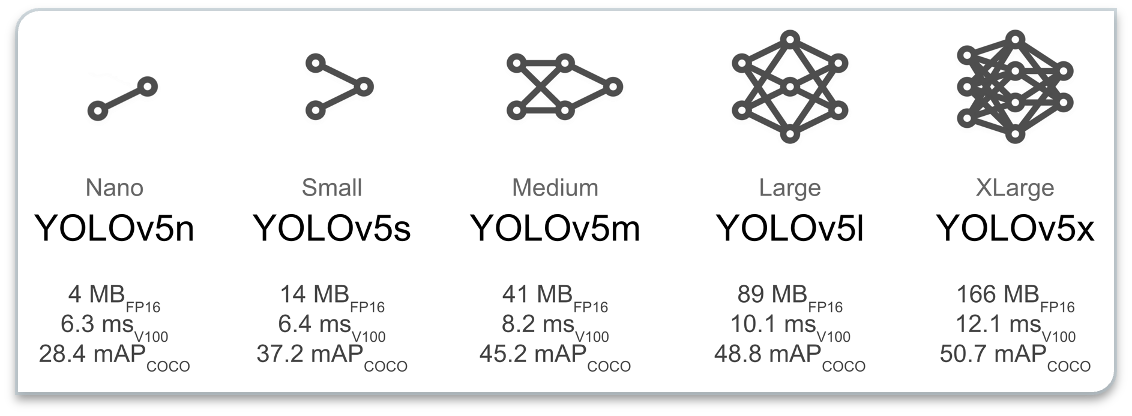 Nano
YOLOv5n
4 MB FP16
6.3 ms V100
28.4 mAP COCO
Small
YOLOv5s
14 MB FP16
6.4 ms V100
37.2 mAP COCO
Medium
YOLOv5m
41 MB FP16
8.2 ms V100
45.2 mAP COCO
Large
YOLOv5l
89 MB FP16
10.1 ms V100
48.8 mAP COCO
XLarge
YOLOv5x
166 MB FP16
12.1 ms V100
50.7 mAP COCO